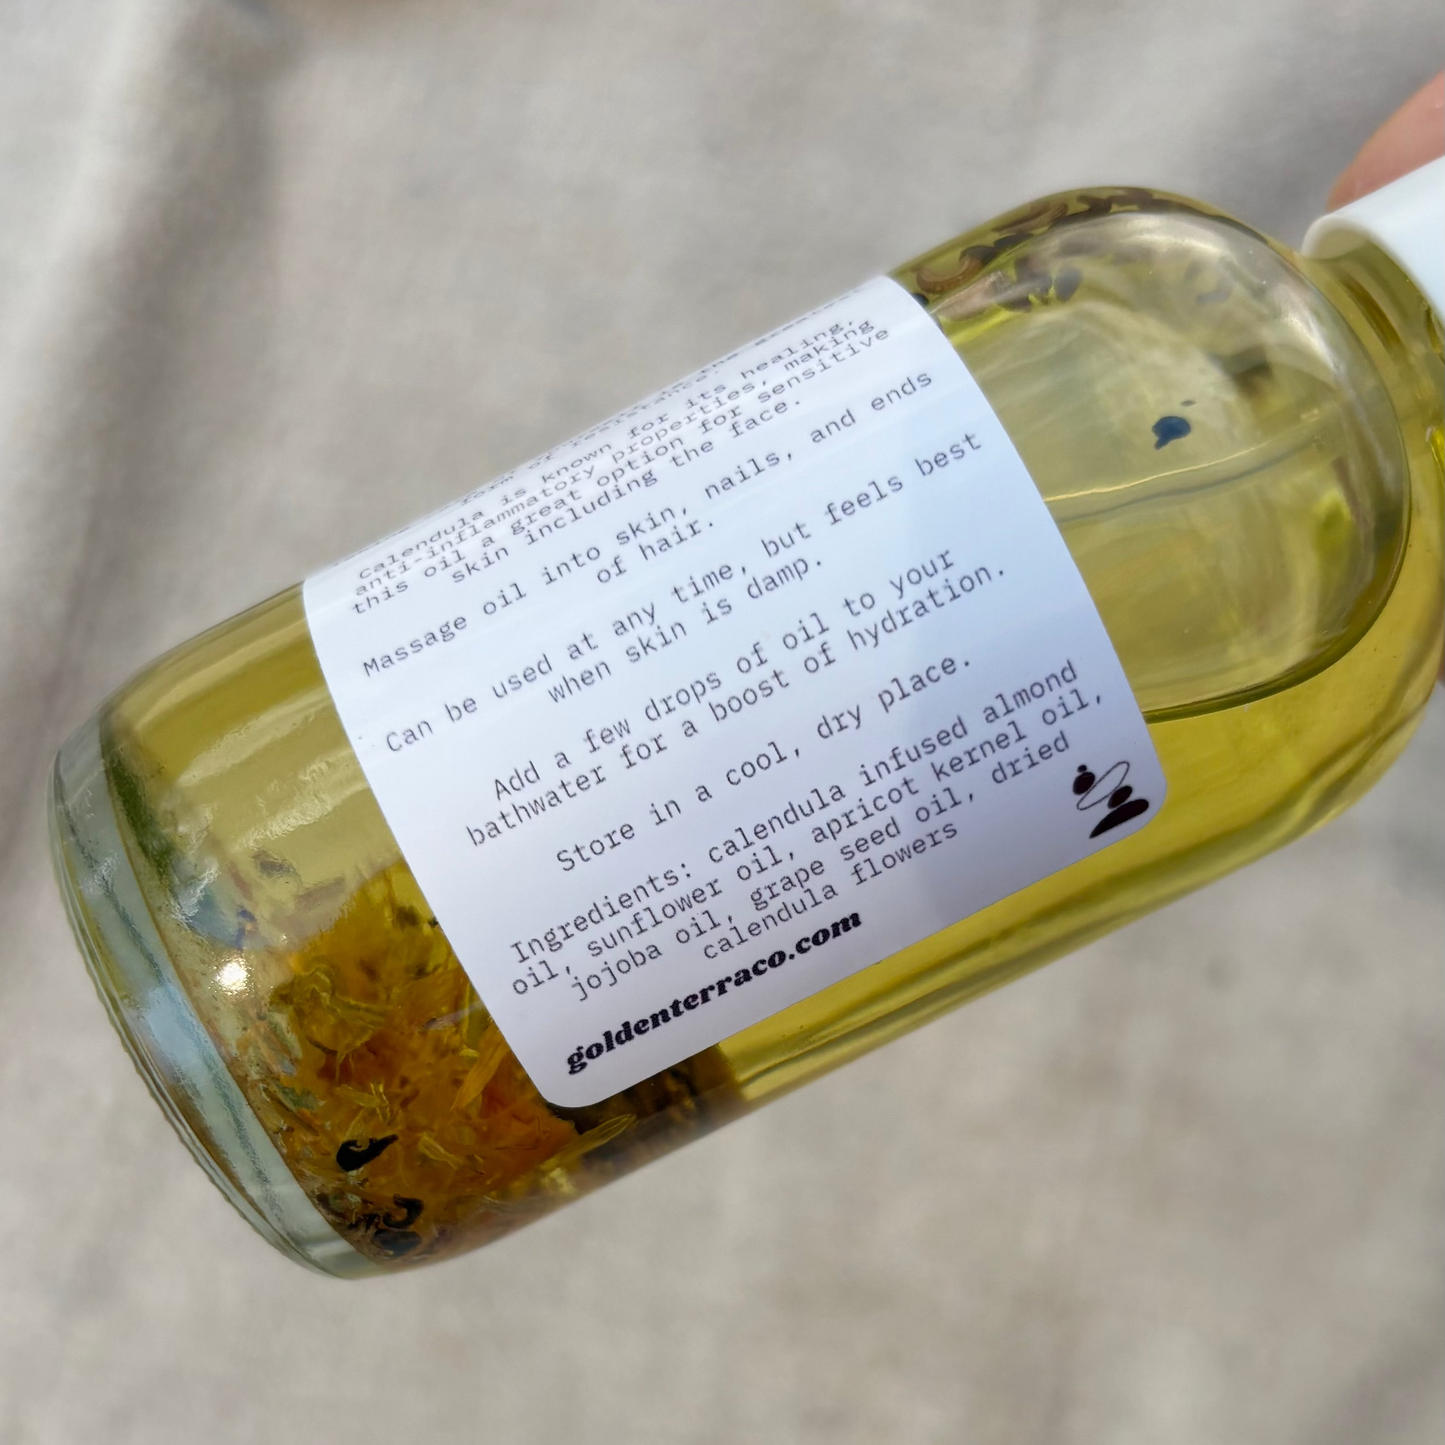 form of resistance.
Calendula is known for its healing,
anti-inflammatory properties, making
this oil a great option for sensitive
skin including the face.
Massage oil into skin, nails, and ends
of hair.
Can be used at any time, but feels best
when skin is damp.
Add a few drops of oil to your
bathwater for a boost of hydration.
Store in a cool, dry place.
Ingredients: calendula infused almond
oil, sunflower oil, apricot kernel oil,
jojoba oil, grape seed oil, dried
calendula flowers
goldenterraco.com